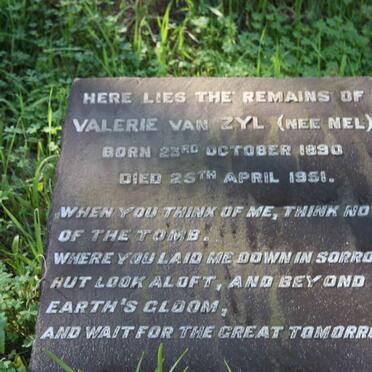 HERE LIES THE REMAINS OF
VALERIE VAN ZYL (NEE NEL)
BORN 23RD OCTOBER 1890
DIED 25TH APRIL 1951.
WHEN YOU THINK OF ME, THINK NO
OF THE TOMB.
WHERE YOU LAID ME DOWN IN SORRO
BUT LOOK ALOFT, AND BEYOND
EARTH'S GLOOM,
AND WAIT FOR THE GREAT TOMORR